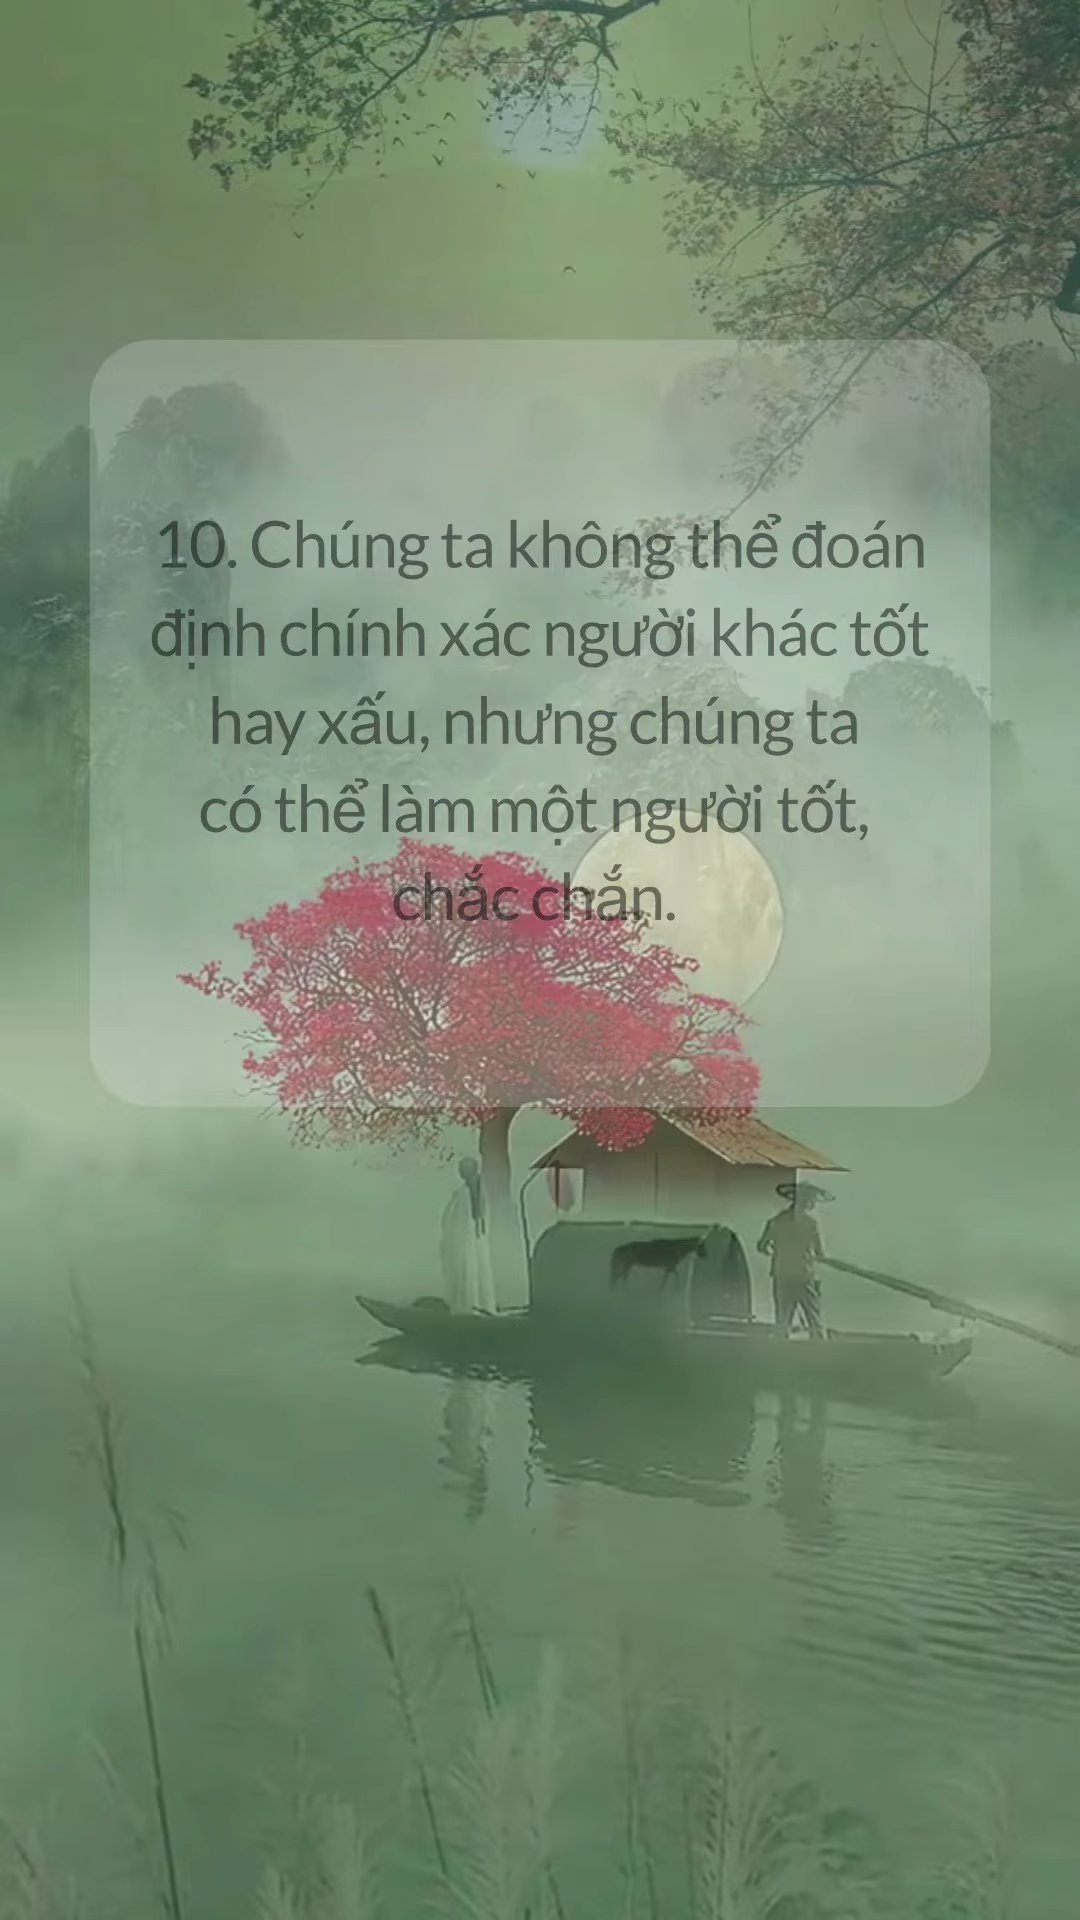 10. Chúng ta không thể đoán
định chính xác người khác tốt
hay xấu, nhưng chúng ta
có thể làm một người tốt,
chắc chắn.